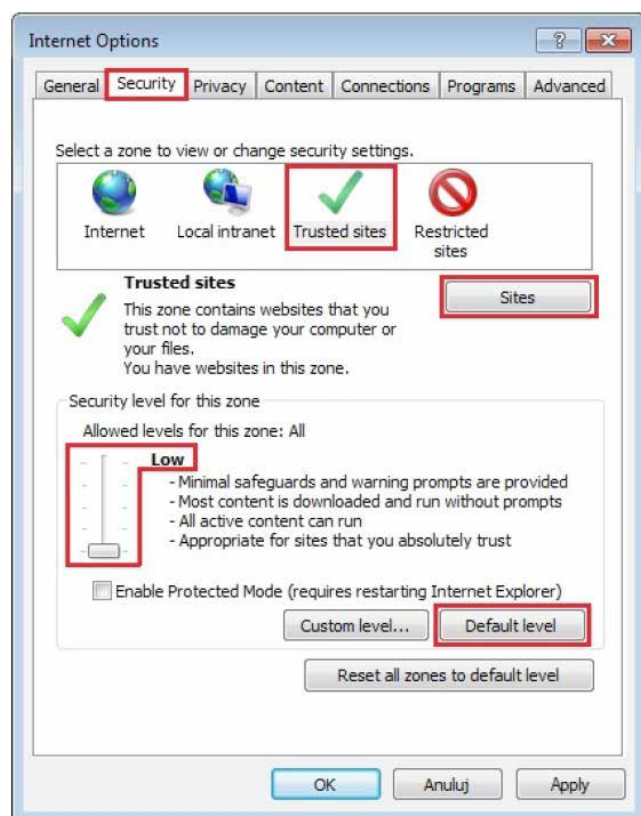 Internet Options
General Security Privacy Content Connections Programs Advanced
Select a zone to view or change security settings.
Internet Local intranet Trusted sites Restricted sites
Trusted sites
Sites
This zone contains websites that you
trust not to damage your computer or
your files.
You have websites in this zone.
Security level for this zone
Allowed levels for this zone: All
Low
- Minimal safeguards and warning prompts are provided
- Most content is downloaded and run without prompts
- All active content can run
- Appropriate for sites that you absolutely trust
Enable Protected Mode (requires restarting Internet Explorer)
Custom level... Default level
Reset all zones to default level
OK Anuluj Apply